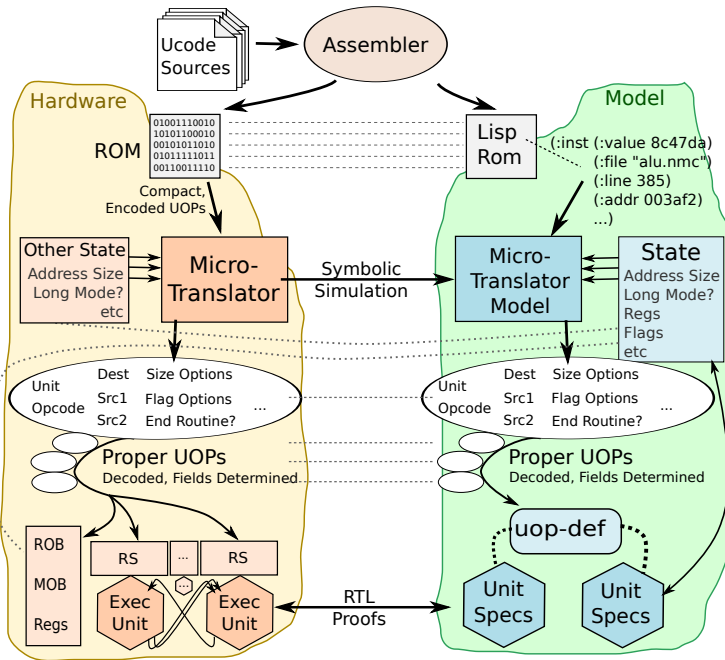 Ucode
Sources
Assembler
Hardware
Model
ROM
01001110010
10101100010
00101011010
01011111011
00110011110
Lisp
Rom
(:inst (:value 8c47da)
(:file "alu.nmc")
(:line 385)
(:addr 003af2)
...)
Compact,
Encoded UOPs
Other State
Address Size
Long Mode?
etc
Micro-
Translator
Symbolic
Simulation
Micro-
Translator
Model
State
Address Size
Long Mode?
Regs
Flags
etc
Unit
Opcode
Dest
Src1
Src2
Size Options
Flag Options
End Routine?
...
Unit
Opcode
Dest
Src1
Src2
Size Options
Flag Options
End Routine?
...
Proper UOPs
Decoded, Fields Determined
Proper UOPs
Decoded, Fields Determined
ROB
MOB
Regs
RS
...
RS
...
Exec
Unit
Exec
Unit
RTL
Proofs
uop-def
Unit
Specs
Unit
Specs